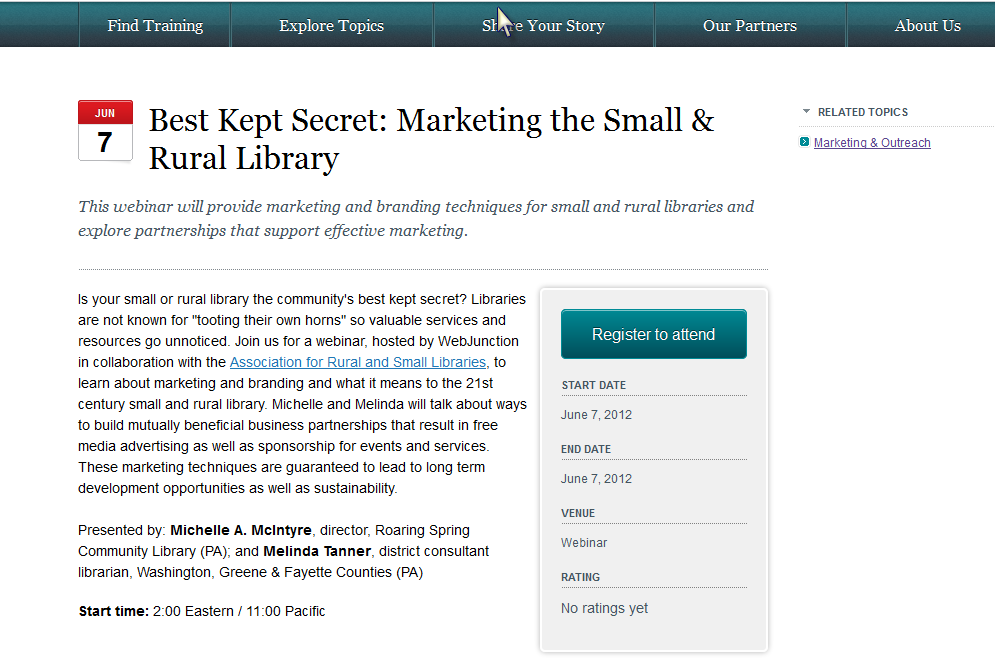 Find Training
Explore Topics
Share Your Story
Our Partners
About Us
JUN
7
Best Kept Secret: Marketing the Small &
Rural Library
This webinar will provide marketing and branding techniques for small and rural libraries and
explore partnerships that support effective marketing.
RELATED TOPICS
Marketing & Outreach
Is your small or rural library the community's best kept secret? Libraries
are not known for "tooting their own horns" so valuable services and
resources go unnoticed. Join us for a webinar, hosted by WebJunction
in collaboration with the Association for Rural and Small Libraries, to
learn about marketing and branding and what it means to the 21st
century small and rural library. Michelle and Melinda will talk about ways
to build mutually beneficial business partnerships that result in free
media advertising as well as sponsorship for events and services.
These marketing techniques are guaranteed to lead to long term
development opportunities as well as sustainability.
Presented by: Michelle A. McIntyre, director, Roaring Spring
Community Library (PA); and Melinda Tanner, district consultant
librarian, Washington, Greene & Fayette Counties (PA)
Start time: 2:00 Eastern / 11:00 Pacific
Register to attend
START DATE
June 7, 2012
END DATE
June 7, 2012
VENUE
Webinar
RATING
No ratings yet